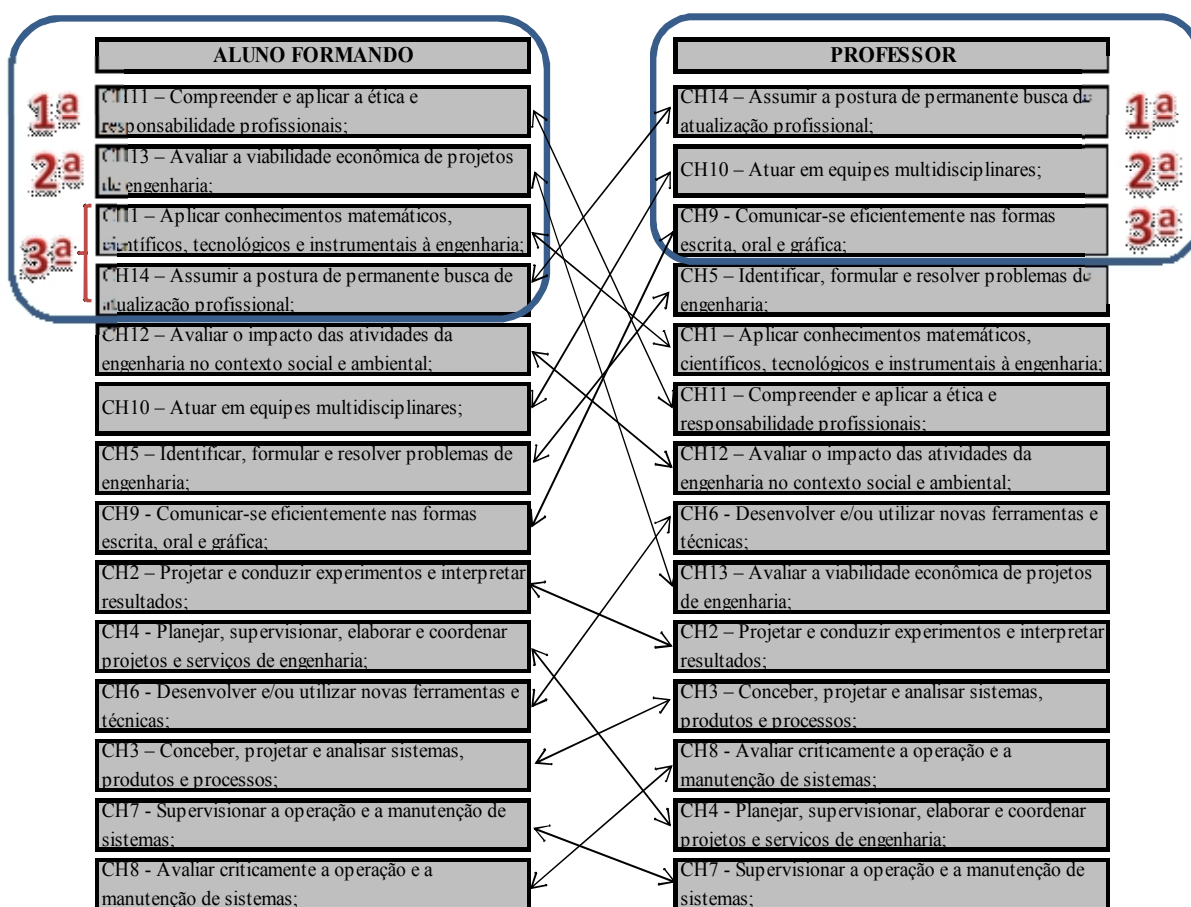 ALUNO FORMANDO
1ª
CH11 – Compreender e aplicar a ética e
responsabilidade profissionais;
2ª
CH13 – Avaliar a viabilidade econômica de projetos
de engenharia;
3ª
CH1 – Aplicar conhecimentos matemáticos,
científicos, tecnológicos e instrumentais à engenharia;
CH14 – Assumir a postura de permanente busca de
atualização profissional;
CH12 – Avaliar o impacto das atividades da
engenharia no contexto social e ambiental;
CH10 – Atuar em equipes multidisciplinares;
CH5 – Identificar, formular e resolver problemas de
engenharia;
CH9 - Comunicar-se eficientemente nas formas
escrita, oral e gráfica;
CH2 – Projetar e conduzir experimentos e interpretar
resultados;
CH4 - Planejar, supervisionar, elaborar e coordenar
projetos e serviços de engenharia;
CH6 - Desenvolver e/ou utilizar novas ferramentas e
técnicas;
CH3 – Conceber, projetar e analisar sistemas,
produtos e processos;
CH7 - Supervisionar a operação e a manutenção de
sistemas;
CH8 - Avaliar criticamente a operação e a
manutenção de sistemas;
PROFESSOR
CH14 – Assumir a postura de permanente busca de
atualização profissional;
1ª
CH10 – Atuar em equipes multidisciplinares;
2ª
CH9 - Comunicar-se eficientemente nas formas
escrita, oral e gráfica;
3ª
CH5 – Identificar, formular e resolver problemas de
engenharia;
CH1 – Aplicar conhecimentos matemáticos,
científicos, tecnológicos e instrumentais à engenharia;
CH11 – Compreender e aplicar a ética e
responsabilidade profissionais;
CH12 – Avaliar o impacto das atividades da
engenharia no contexto social e ambiental;
CH6 - Desenvolver e/ou utilizar novas ferramentas e
técnicas;
CH13 – Avaliar a viabilidade econômica de projetos
de engenharia;
CH2 – Projetar e conduzir experimentos e interpretar
resultados;
CH3 – Conceber, projetar e analisar sistemas,
produtos e processos;
CH8 - Avaliar criticamente a operação e a
manutenção de sistemas;
CH4 - Planejar, supervisionar, elaborar e coordenar
projetos e serviços de engenharia;
CH7 - Supervisionar a operação e a manutenção de
sistemas;